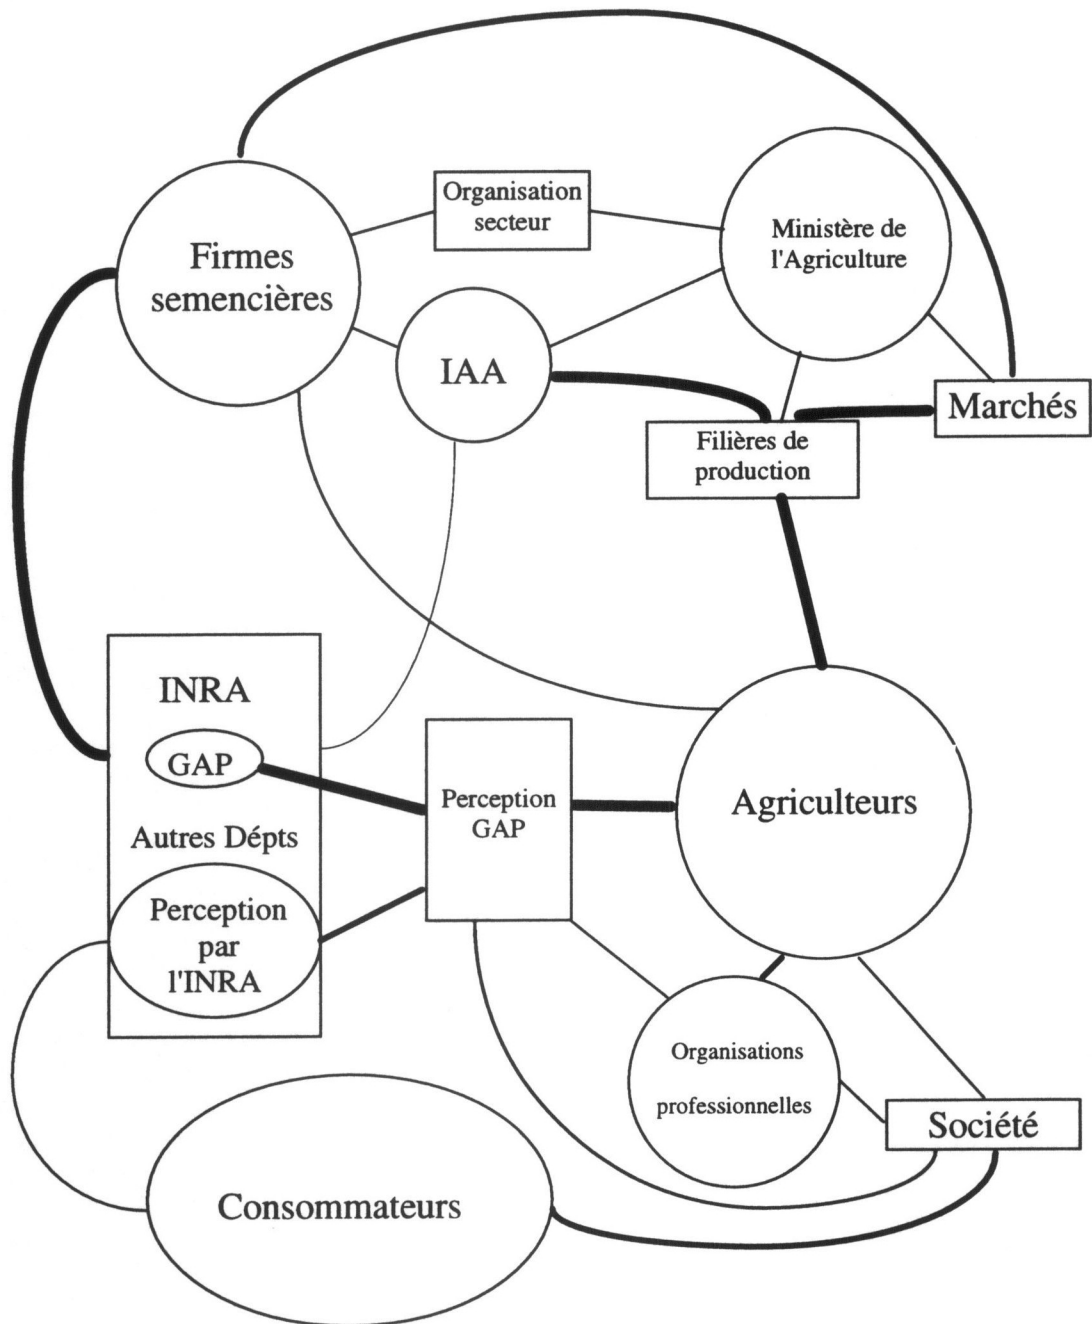 Organisation
secteur
Ministère de
l'Agriculture
Firmes
semencières
IAA
Marchés
Filières de
production
INRA
GAP
Autres Dépts
Perception
par
l'INRA
Perception
GAP
Agriculteurs
Organisations
professionnelles
Société
Consommateurs